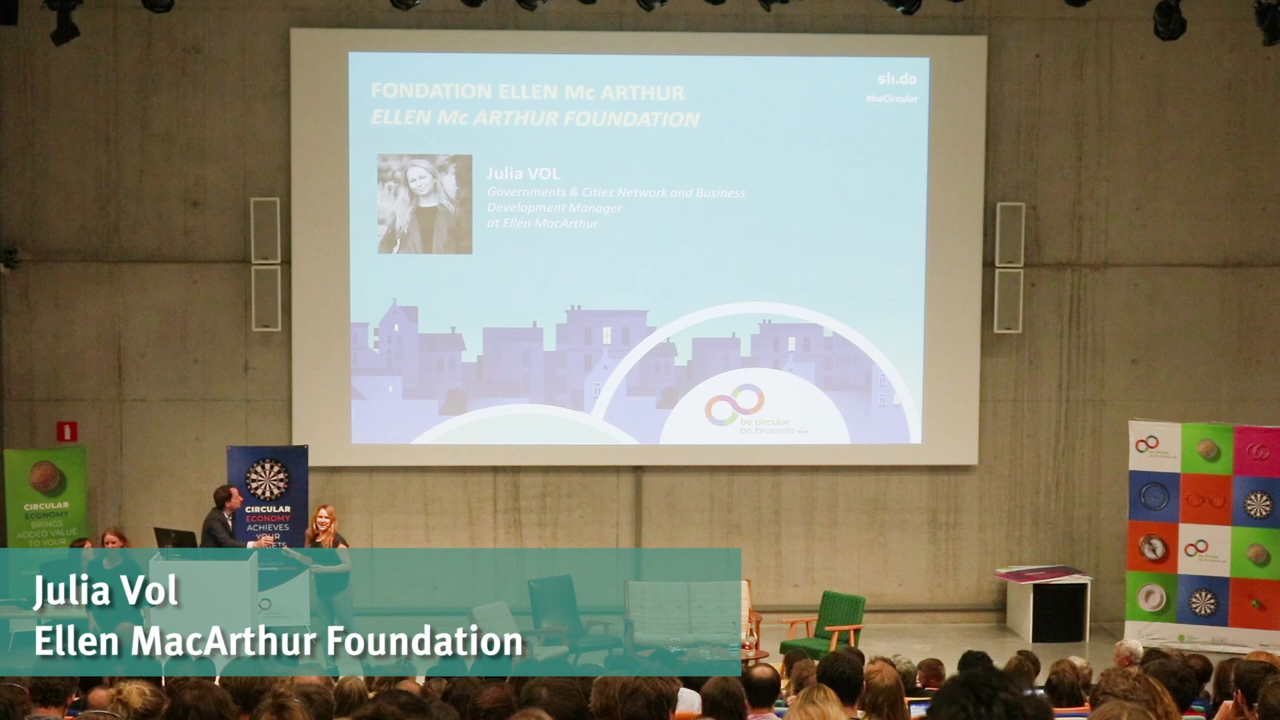 FONDATION ELLEN Mc ARTHUR
ELLEN Mc ARTHUR FOUNDATION
sli.do
#beCircular
Julia VOL
Governments & Cities Network and Business
Development Manager
at Ellen MacArthur
be circular
be.brussels
CIRCULAR
ECONOMY
BRINGS
ADDED VALUE
TO YOUR
CIRCULAR
ECONOMY
ACHIEVES
YOUR
Julia Vol
Ellen MacArthur Foundation